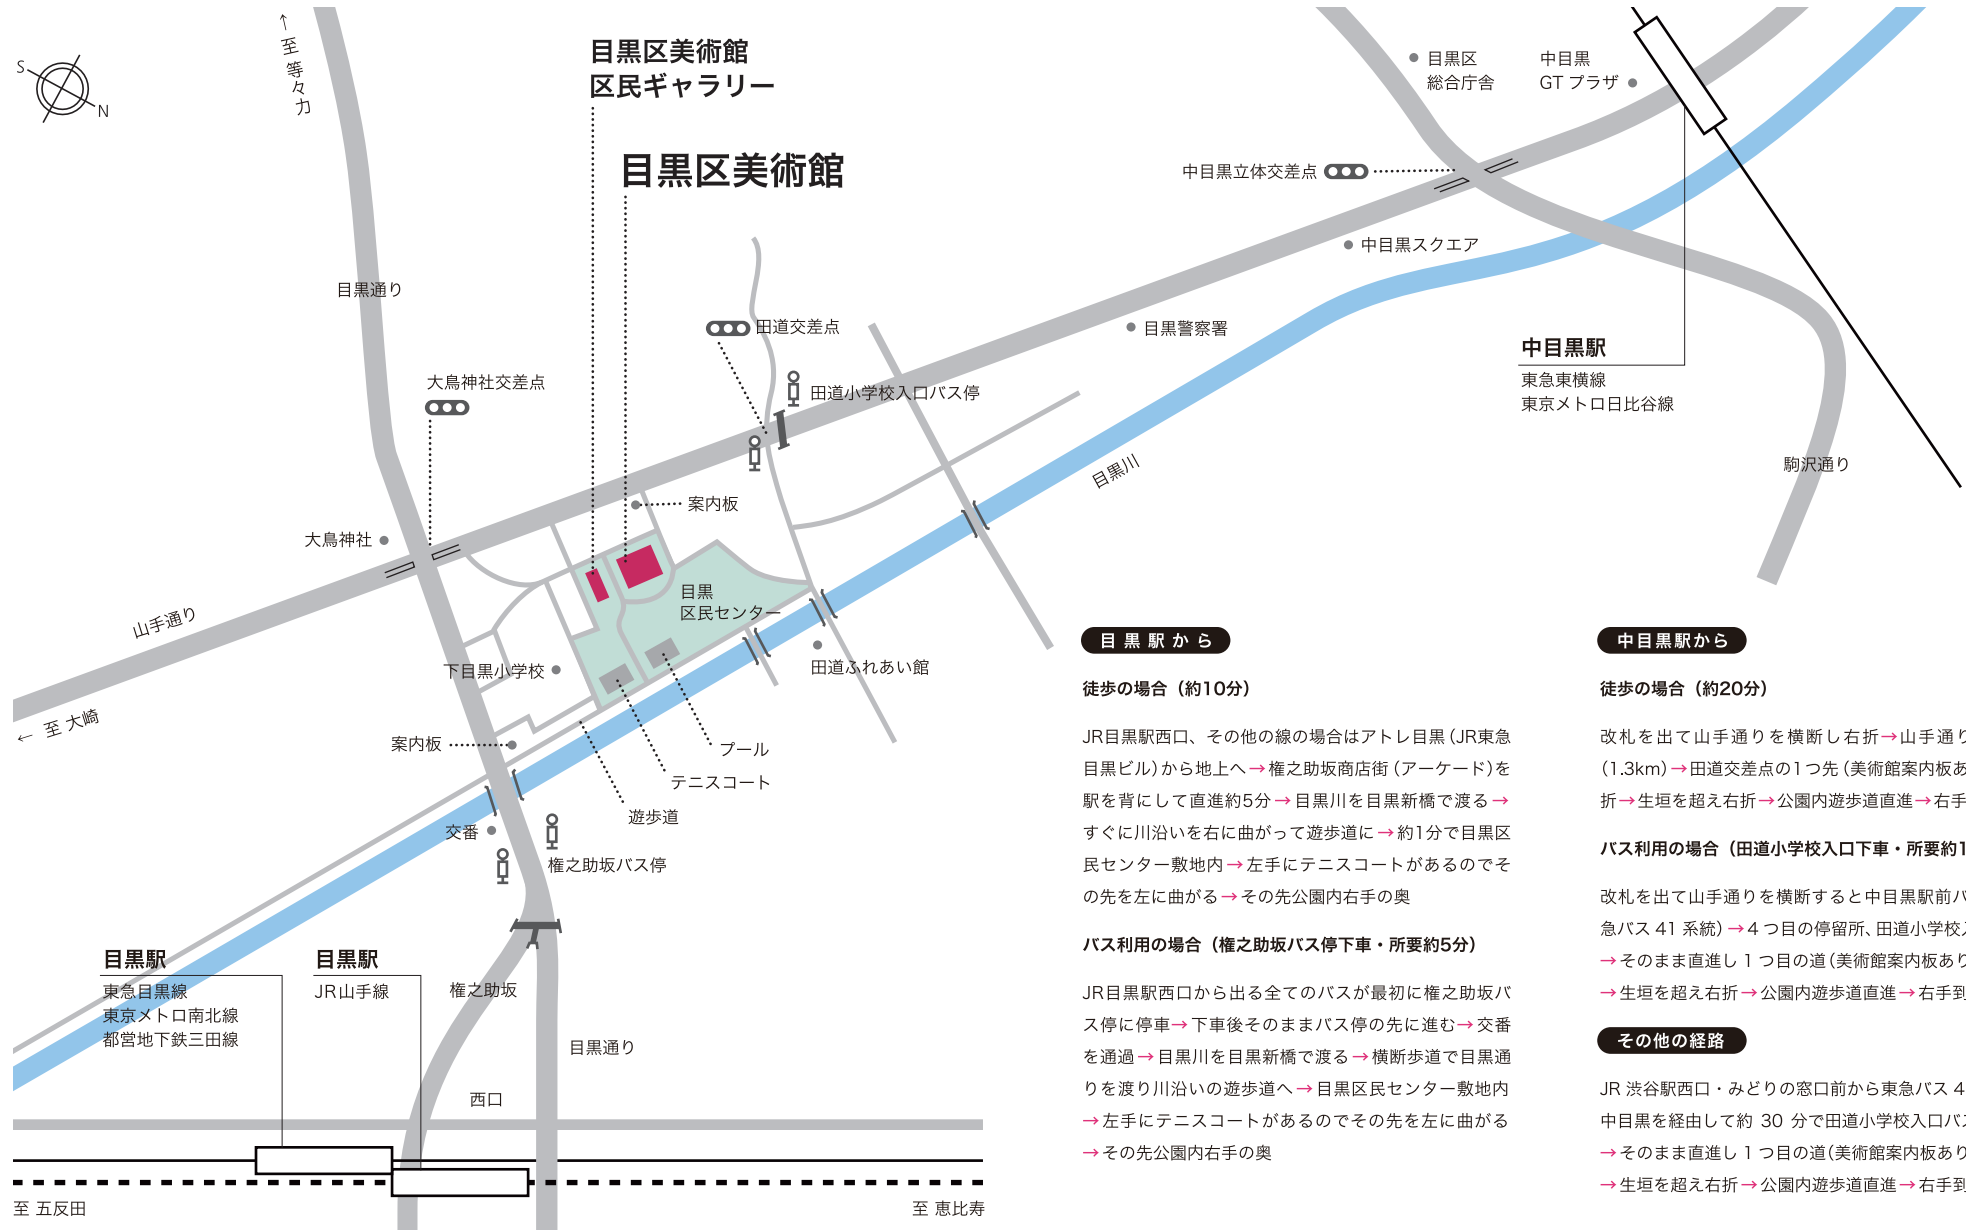 S
N
← 至 等々力
目黒区美術館
区民ギャラリー
目黒区美術館
目黒区
総合庁舎
中目黒
GT プラザ
中目黒立体交差点
中目黒スクエア
目黒通り
田道交差点
目黒警察署
中目黒駅
東急東横線
東京メトロ日比谷線
大鳥神社交差点
田道小学校入口バス停
目黒川
駒沢通り
案内板
大鳥神社
目黒
区民センター
山手通り
下目黒小学校
田道ふれあい館
← 至 大崎
案内板
プール
テニスコート
遊歩道
交番
権之助坂バス停
目黒駅
東急目黒線
東京メトロ南北線
都営地下鉄三田線
目黒駅
JR山手線
権之助坂
目黒通り
西口
至 五反田
至 恵比寿
目黒駅から
徒歩の場合（約10分）
JR目黒駅西口、その他の線の場合はアトレ目黒（JR東急
目黒ビル）から地上へ→権之助坂商店街（アーケード）を
駅を背にして直進約5分→目黒川を目黒新橋で渡る→
すぐに川沿いを右に曲がって遊歩道に→約1分で目黒区
民センター敷地内→左手にテニスコートがあるのでそ
の先を左に曲がる→その先公園内右手の奥
バス利用の場合（権之助坂バス停下車・所要約5分）
JR目黒駅西口から出る全てのバスが最初に権之助坂バ
ス停に停車→下車後そのままバス停の先に進む→交番
を通過→目黒川を目黒新橋で渡る→横断歩道で目黒通
りを渡り川沿いの遊歩道へ→目黒区民センター敷地内
→左手にテニスコートがあるのでその先を左に曲がる
→その先公園内右手の奥
中目黒駅から
徒歩の場合（約20分）
改札を出て山手通りを横断し右折→山手通り
（1.3km）→田道交差点の1つ先（美術館案内板あ
折→生垣を超え右折→公園内遊歩道直進→右手
バス利用の場合（田道小学校入口下車・所要約1
改札を出て山手通りを横断すると中目黒駅前バ
急バス 41 系統）→4 つ目の停留所、田道小学校
→そのまま直進し 1 つ目の道（美術館案内板あり
→生垣を超え右折→公園内遊歩道直進→右手到
その他の経路
JR 渋谷駅西口・みどりの窓口前から東急バス 4
中目黒を経由して約 30 分で田道小学校入口バ
→そのまま直進し 1 つ目の道（美術館案内板あり
→生垣を超え右折→公園内遊歩道直進→右手到